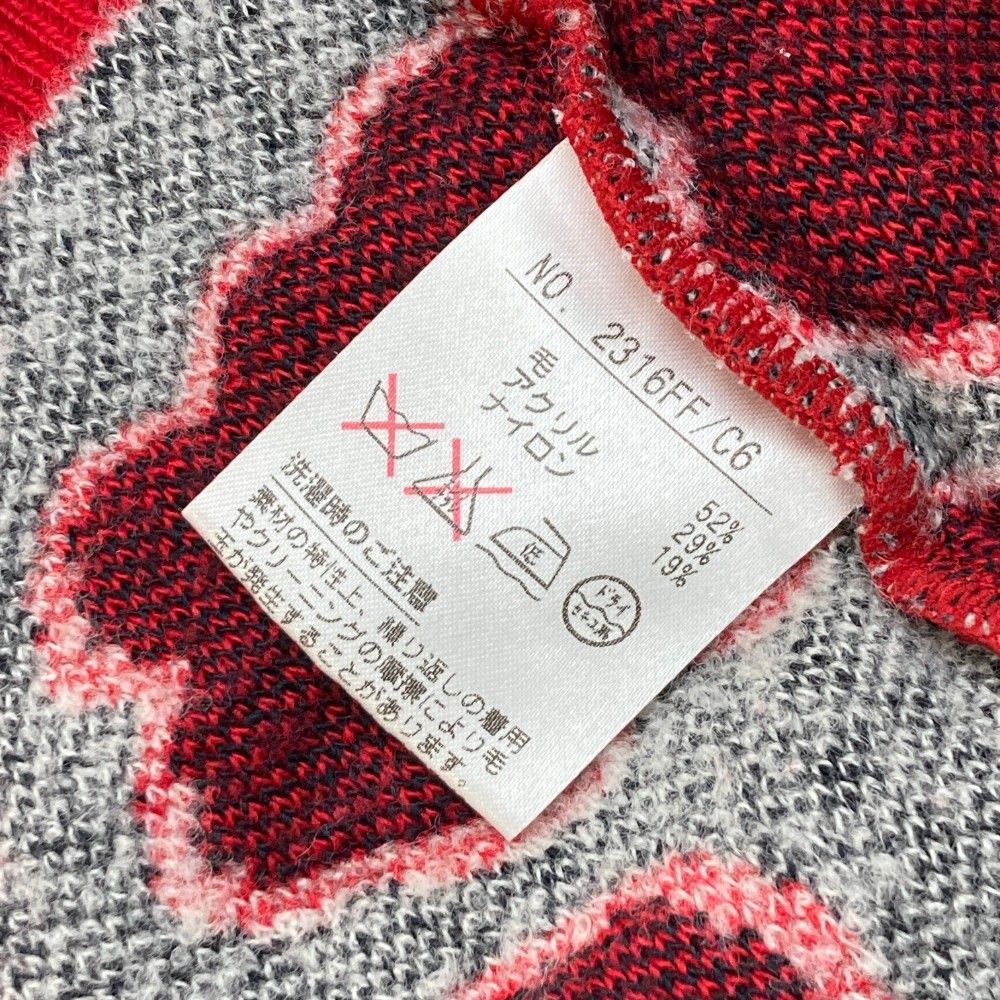 NO. 2316FF/C6
毛 52%
アクリル 29%
ナイロン 19%
低
ドライ
セキユ系
洗濯時のご注意
素材の特性上、繰り返しの着用
やクリーニングの摩擦により毛
玉が発生することがあります。